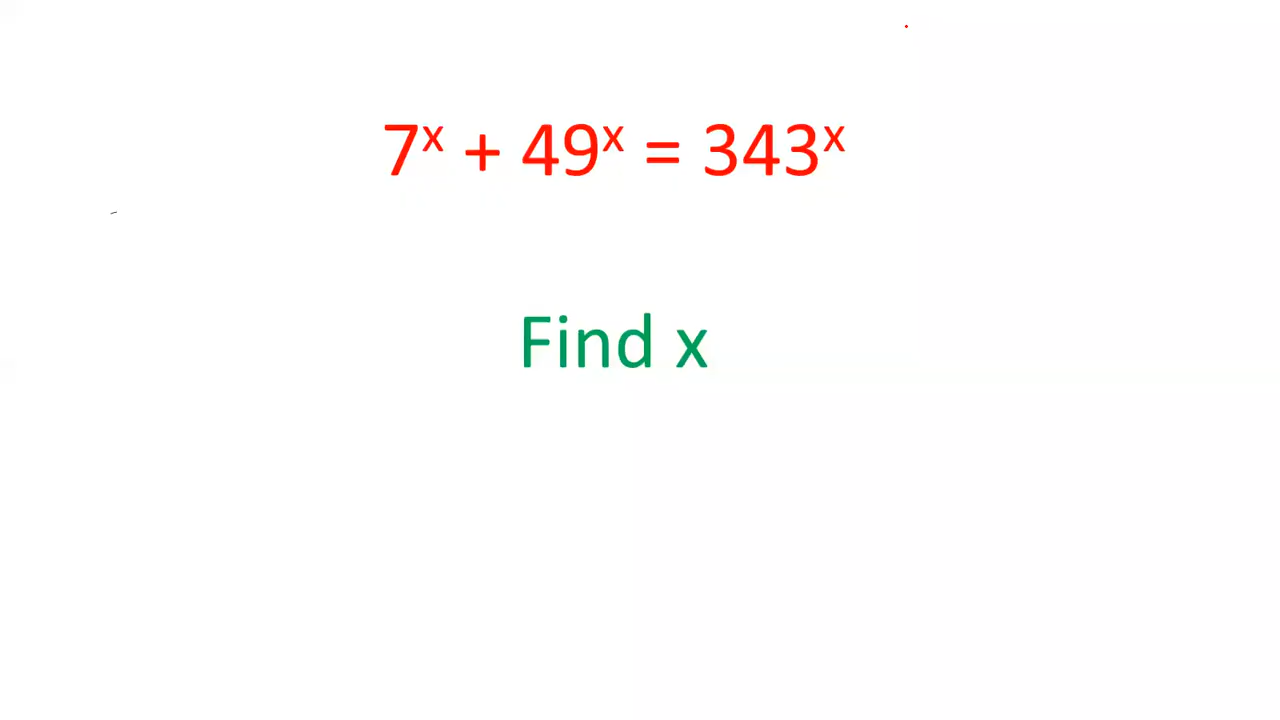 7ˣ + 49ˣ = 343ˣ
Find x